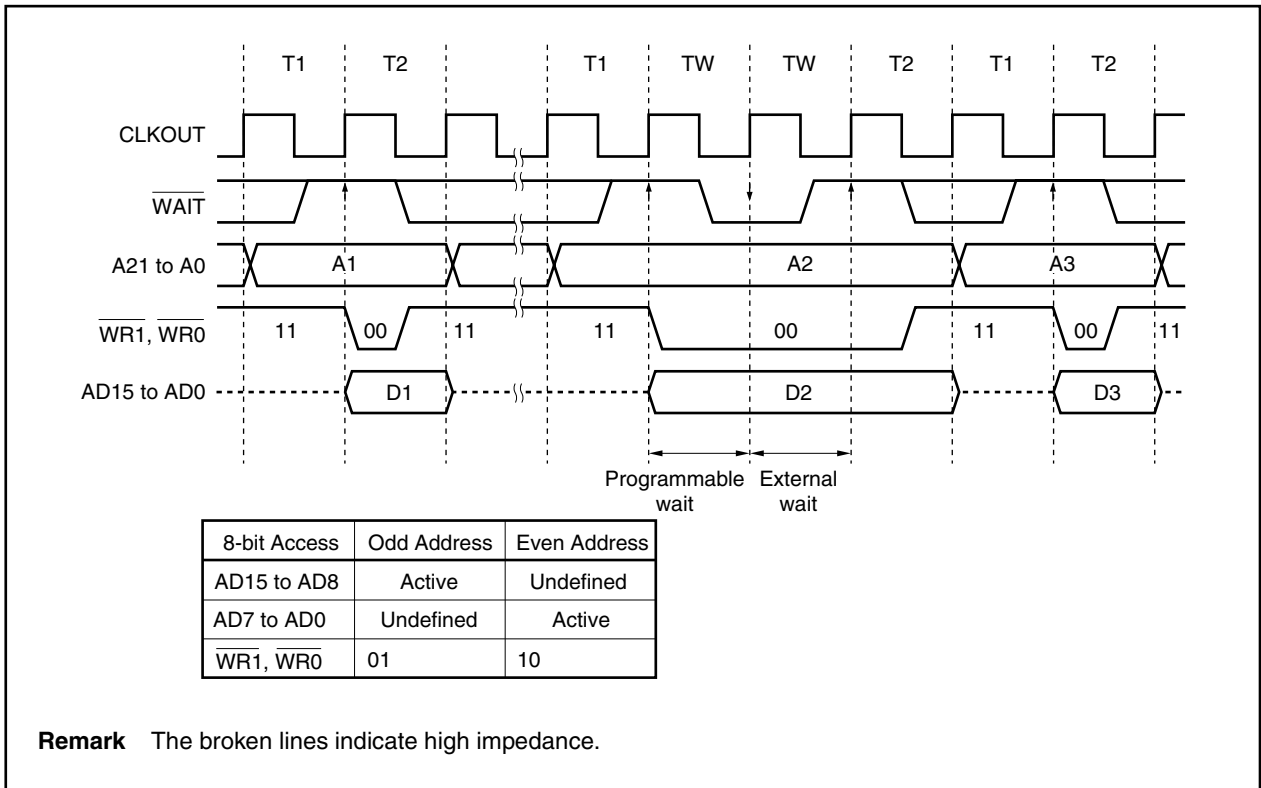 T1 T2 T1 TW TW T2 T1 T2
CLKOUT
WAIT
A21 to A0 A1 A2 A3
WR1, WR0 11 00 11 11 00 11 00 11
AD15 to AD0 D1 D2 D3
Programmable wait
External wait
8-bit Access Odd Address Even Address
AD15 to AD8 Active Undefined
AD7 to AD0 Undefined Active
WR1, WR0 01 10
Remark The broken lines indicate high impedance.